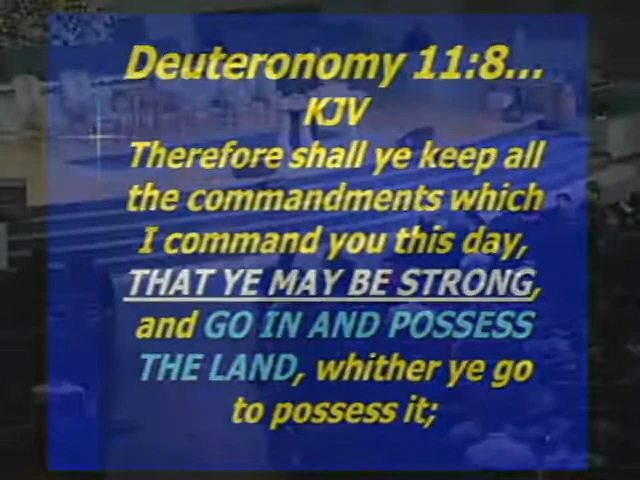 Deuteronomy 11:8...
KJV
Therefore shall ye keep all
the commandments which
I command you this day,
THAT YE MAY BE STRONG,
and GO IN AND POSSESS
THE LAND, whither ye go
to possess it;